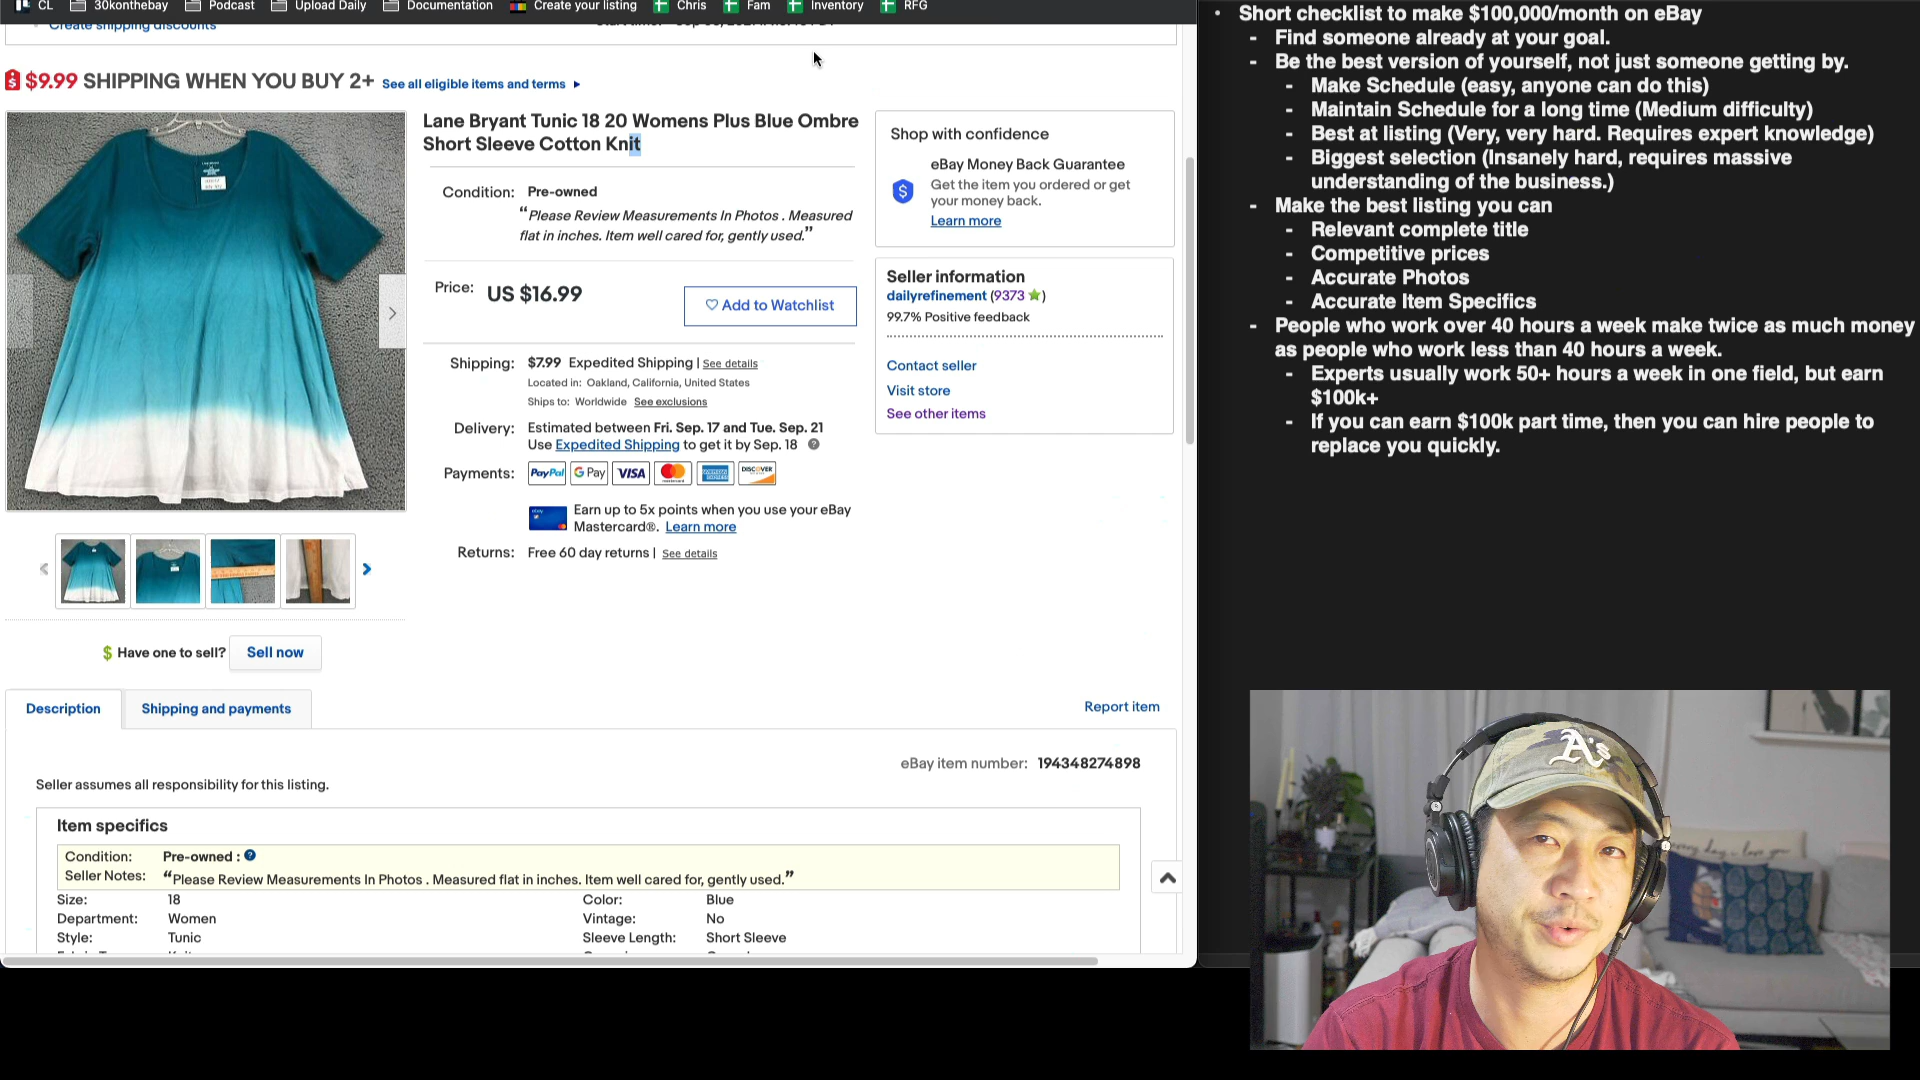 CL
30konthebay
Podcast
Upload Daily
Documentation
Create your listing
Chris
Fam
Inventory
RFG
Create shipping discounts
$9.99 SHIPPING WHEN YOU BUY 2+ See all eligible items and terms
Lane Bryant Tunic 18 20 Womens Plus Blue Ombre
Short Sleeve Cotton Knit
Condition: Pre-owned
“Please Review Measurements In Photos . Measured
flat in inches. Item well cared for, gently used.”
Price: US $16.99
Add to Watchlist
Shipping: $7.99 Expedited Shipping | See details
Located in: Oakland, California, United States
Ships to: Worldwide See exclusions
Delivery: Estimated between Fri. Sep. 17 and Tue. Sep. 21
Use Expedited Shipping to get it by Sep. 18
Payments: PayPal G Pay VISA mastercard DISCOVER
Earn up to 5x points when you use your eBay
Mastercard®. Learn more
Returns: Free 60 day returns | See details
Shop with confidence
eBay Money Back Guarantee
Get the item you ordered or get
your money back.
Learn more
Seller information
dailyrefinement (9373)
99.7% Positive feedback
Contact seller
Visit store
See other items
Have one to sell? Sell now
Description
Shipping and payments
Report item
eBay item number: 194348274898
Seller assumes all responsibility for this listing.
Item specifics
Condition: Pre-owned :
Seller Notes: “Please Review Measurements In Photos . Measured flat in inches. Item well cared for, gently used.”
Size: 18 Color: Blue
Department: Women Vintage: No
Style: Tunic Sleeve Length: Short Sleeve
• Short checklist to make $100,000/month on eBay
- Find someone already at your goal.
- Be the best version of yourself, not just someone getting by.
- Make Schedule (easy, anyone can do this)
- Maintain Schedule for a long time (Medium difficulty)
- Best at listing (Very, very hard. Requires expert knowledge)
- Biggest selection (Insanely hard, requires massive
understanding of the business.)
- Make the best listing you can
- Relevant complete title
- Competitive prices
- Accurate Photos
- Accurate Item Specifics
- People who work over 40 hours a week make twice as much money
as people who work less than 40 hours a week.
- Experts usually work 50+ hours a week in one field, but earn
$100k+
- If you can earn $100k part time, then you can hire people to
replace you quickly.
A's